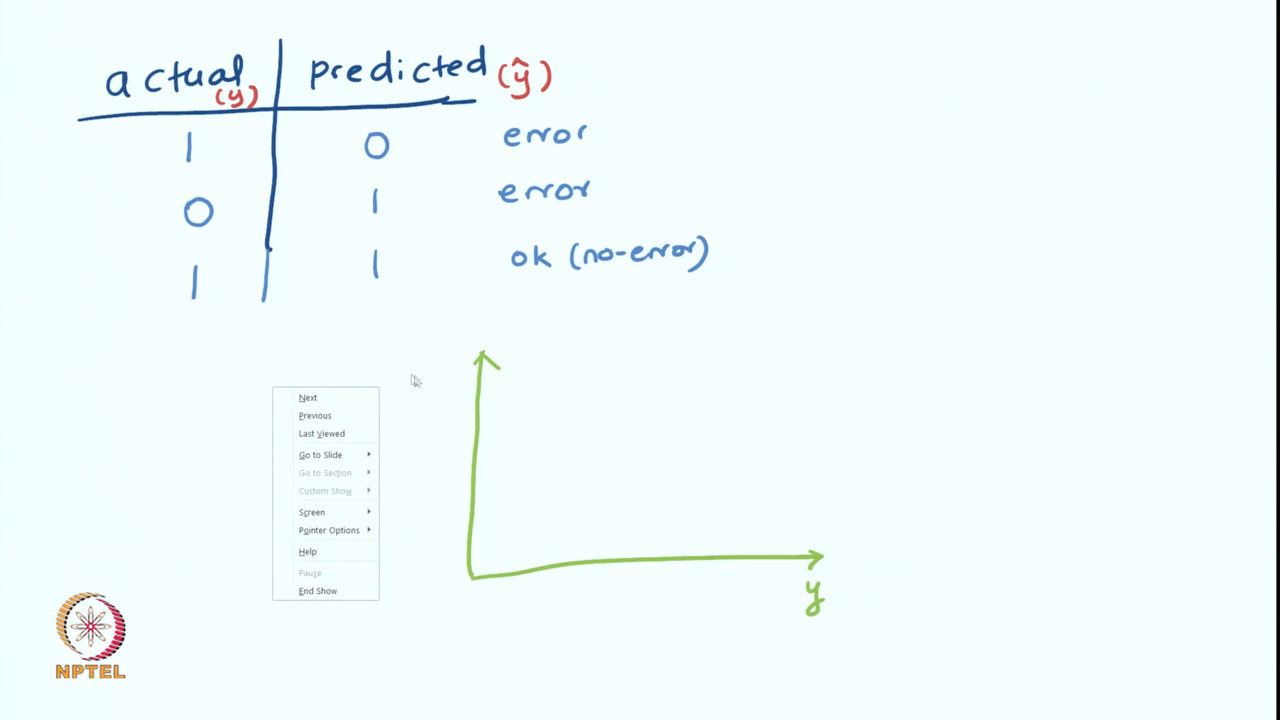 actual (y) predicted (ŷ)
1 0 error
0 1 error
1 1 ok (no-error)
Next
Previous
Last Viewed
Go to Slide
Go to Section
Custom Show
Screen
Pointer Options
Help
Pause
End Show
y
NPTEL